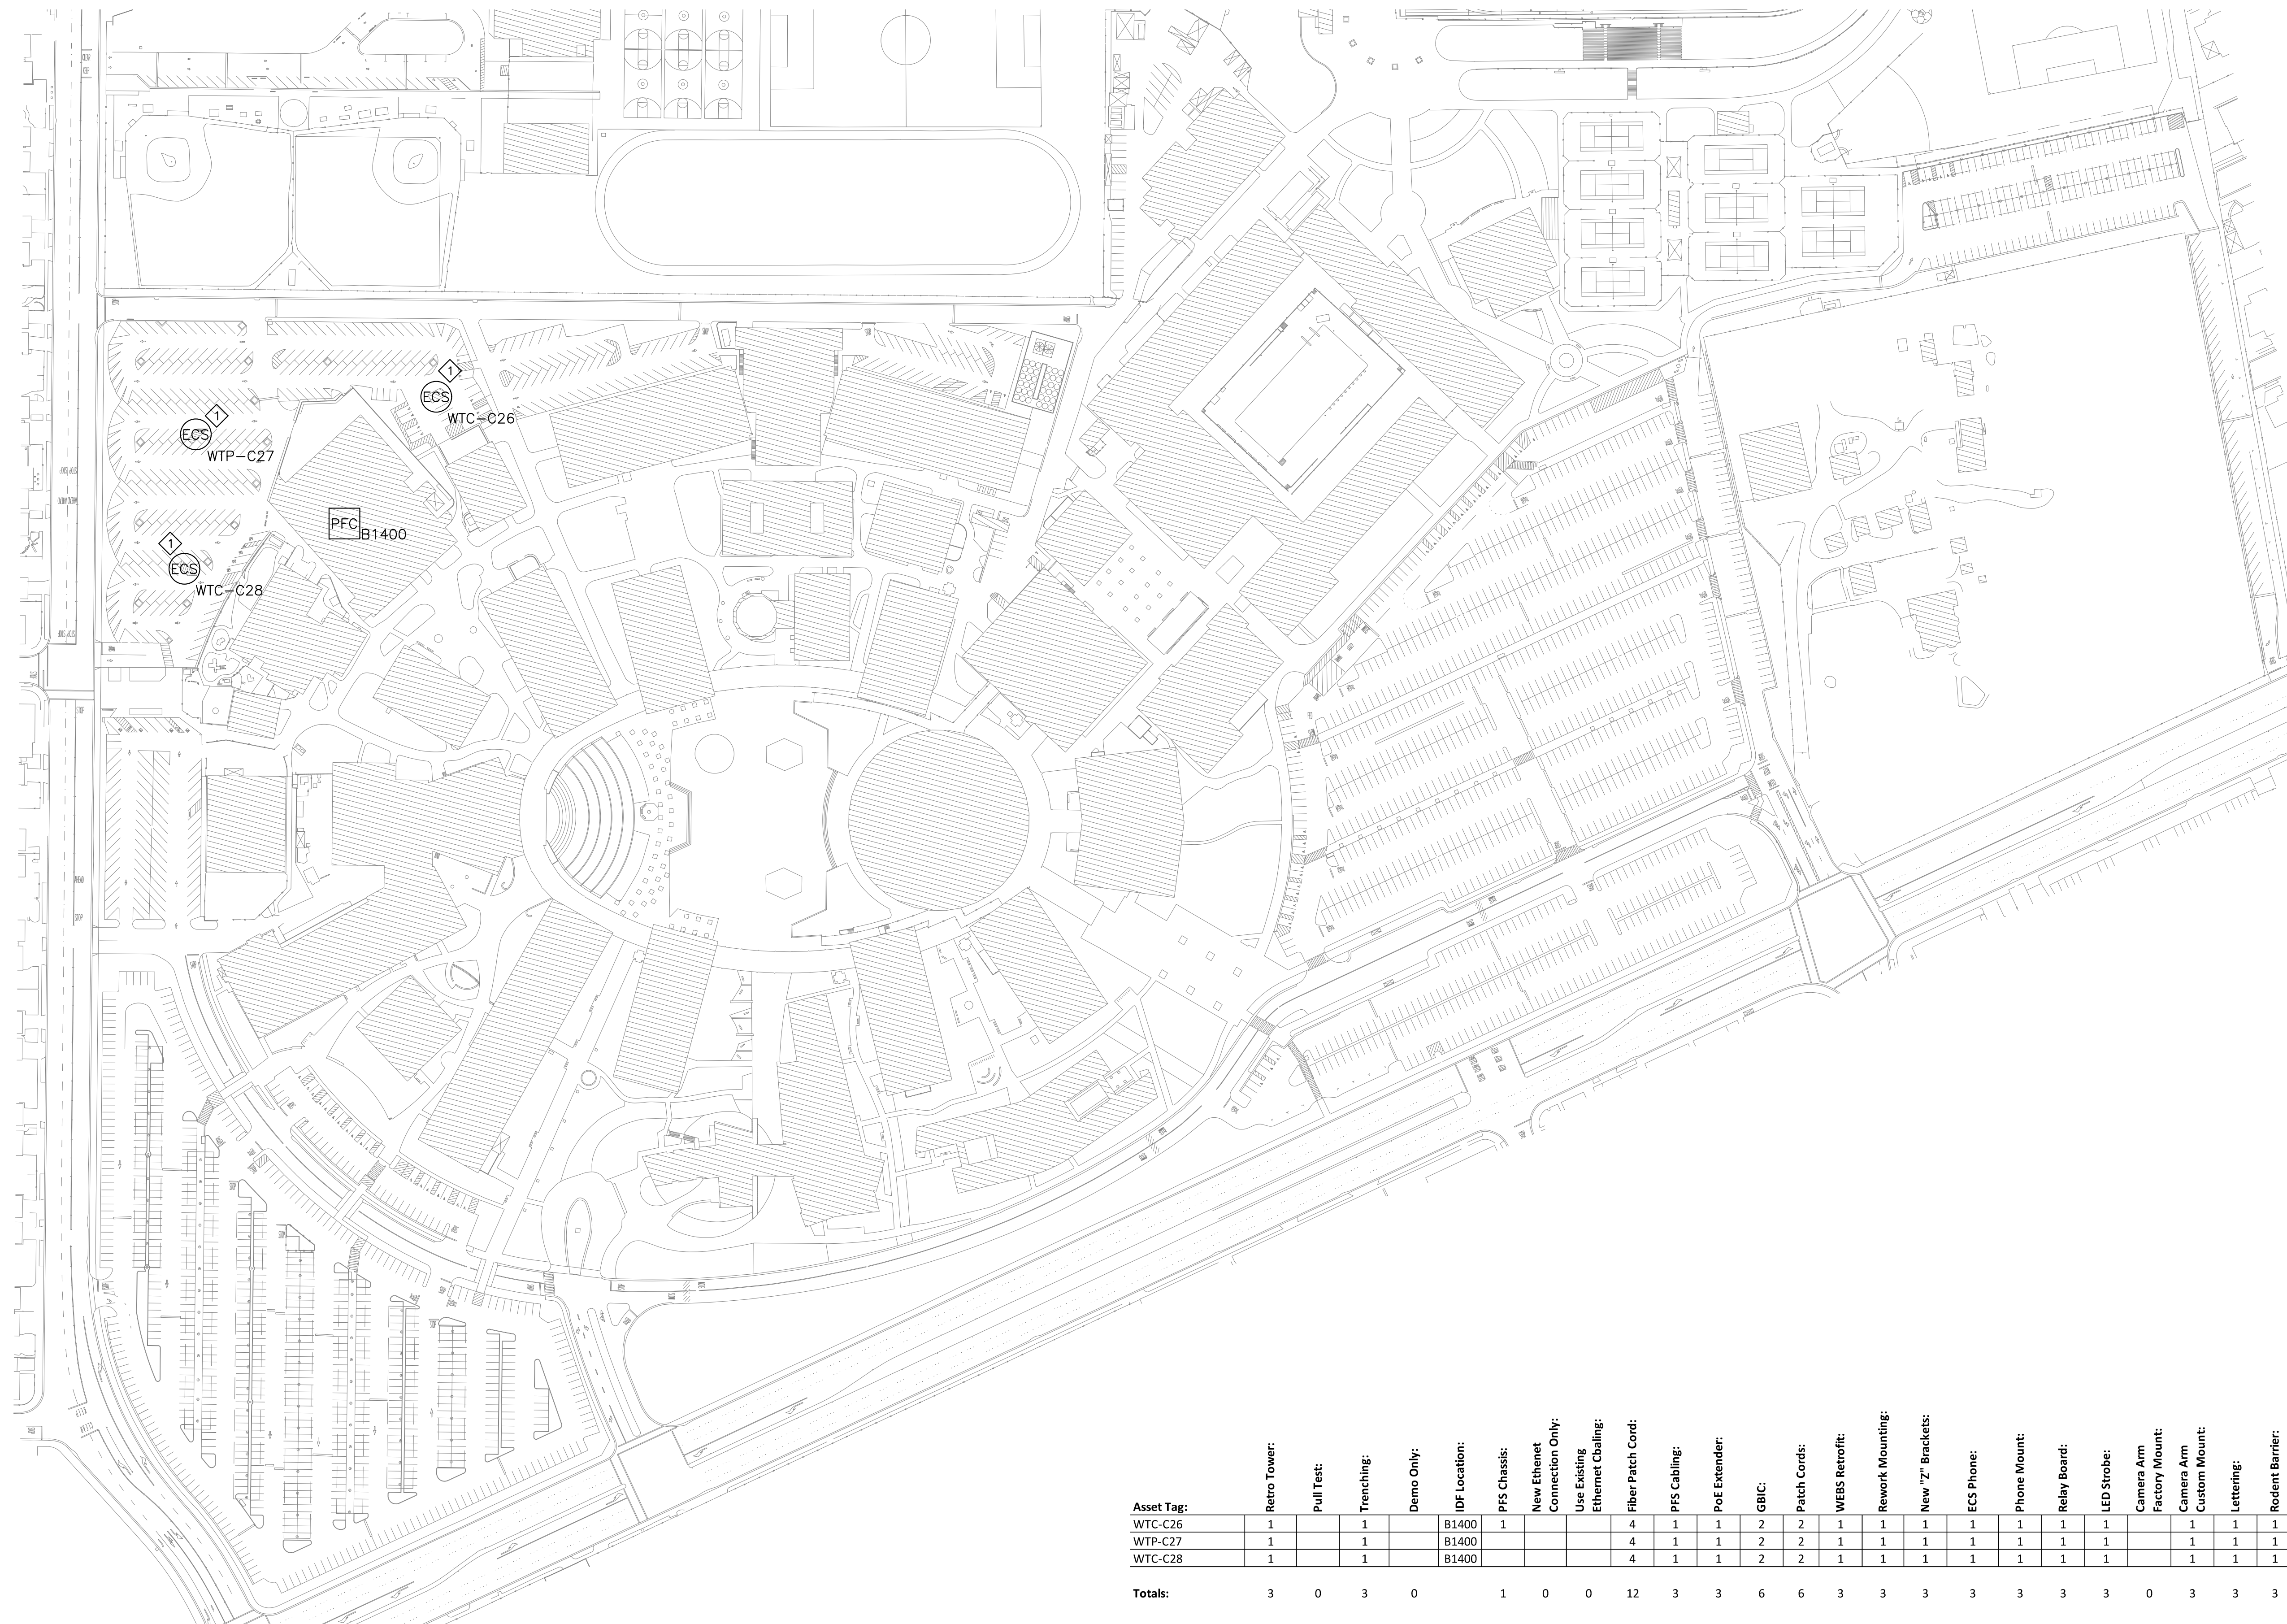 1
ECS
WTC-C26
1
ECS
WTP-C27
PFC
B1400
1
ECS
WTC-C28
Asset Tag: Retro Tower: Pull Test: Trenching: Demo Only: IDF Location: PFS Chassis: New Ethenet Connection Only: Use Existing Ethernet Cbaling: Fiber Patch Cord: PFS Cabling: PoE Extender: GBIC: Patch Cords: WEBS Retrofit: Rework Mounting: New "Z" Brackets: ECS Phone: Phone Mount: Relay Board: LED Strobe: Camera Arm Factory Mount: Camera Arm Custom Mount: Lettering: Rodent Barrier:
WTC-C26 1 1 B1400 1 4 1 1 2 2 1 1 1 1 1 1 1 1 1 1
WTP-C27 1 1 B1400 4 1 1 2 2 1 1 1 1 1 1 1 1 1 1
WTC-C28 1 1 B1400 4 1 1 2 2 1 1 1 1 1 1 1 1 1 1
Totals: 3 0 3 0 1 0 0 12 3 3 6 6 3 3 3 3 3 3 3 0 3 3 3